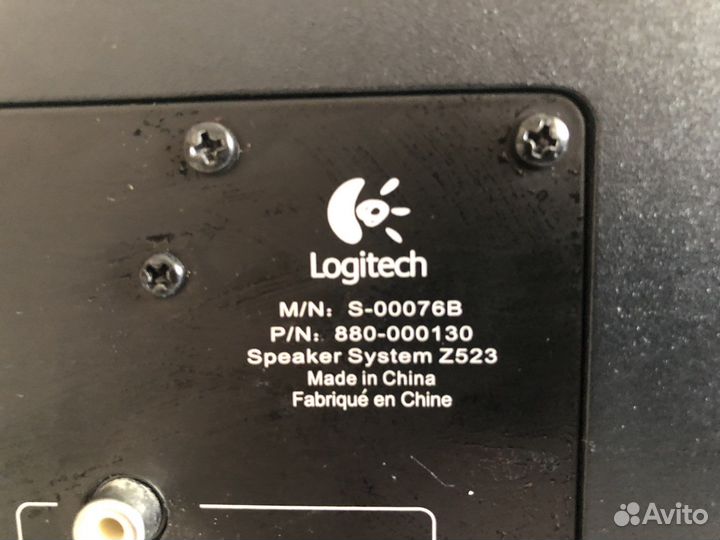 Logitech
M/N: S-00076B
P/N: 880-000130
Speaker System Z523
Made in China
Fabriqué en Chine
Avito